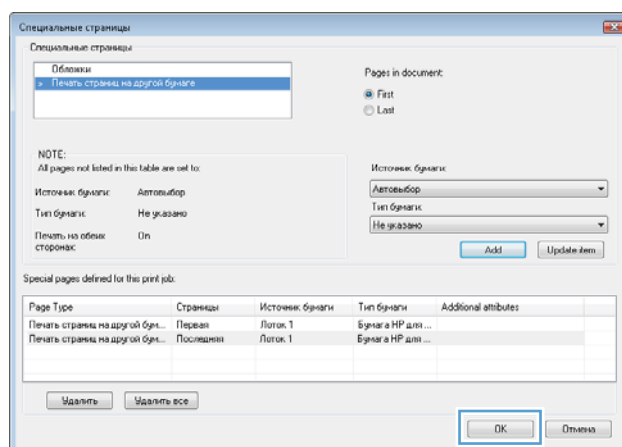 Специальные страницы
Специальные страницы
Обложки
» Печать страниц на другой бумаге
Pages in document:
First
Last
NOTE:
All pages not listed in this table are set to:
Источник бумаги: Автовыбор
Тип бумаги: Не указано
Печать на обеих сторонах: On
Источник бумаги:
Автовыбор
Тип бумаги:
Не указано
Add Update item
Special pages defined for this print job:
Page Type Страницы Источник бумаги Тип бумаги Additional attributes
Печать страниц на другой бум... Первая Лоток 1 Бумага HP для ...
Печать страниц на другой бум... Последняя Лоток 1 Бумага HP для ...
Удалить Удалить все
OK Отмена